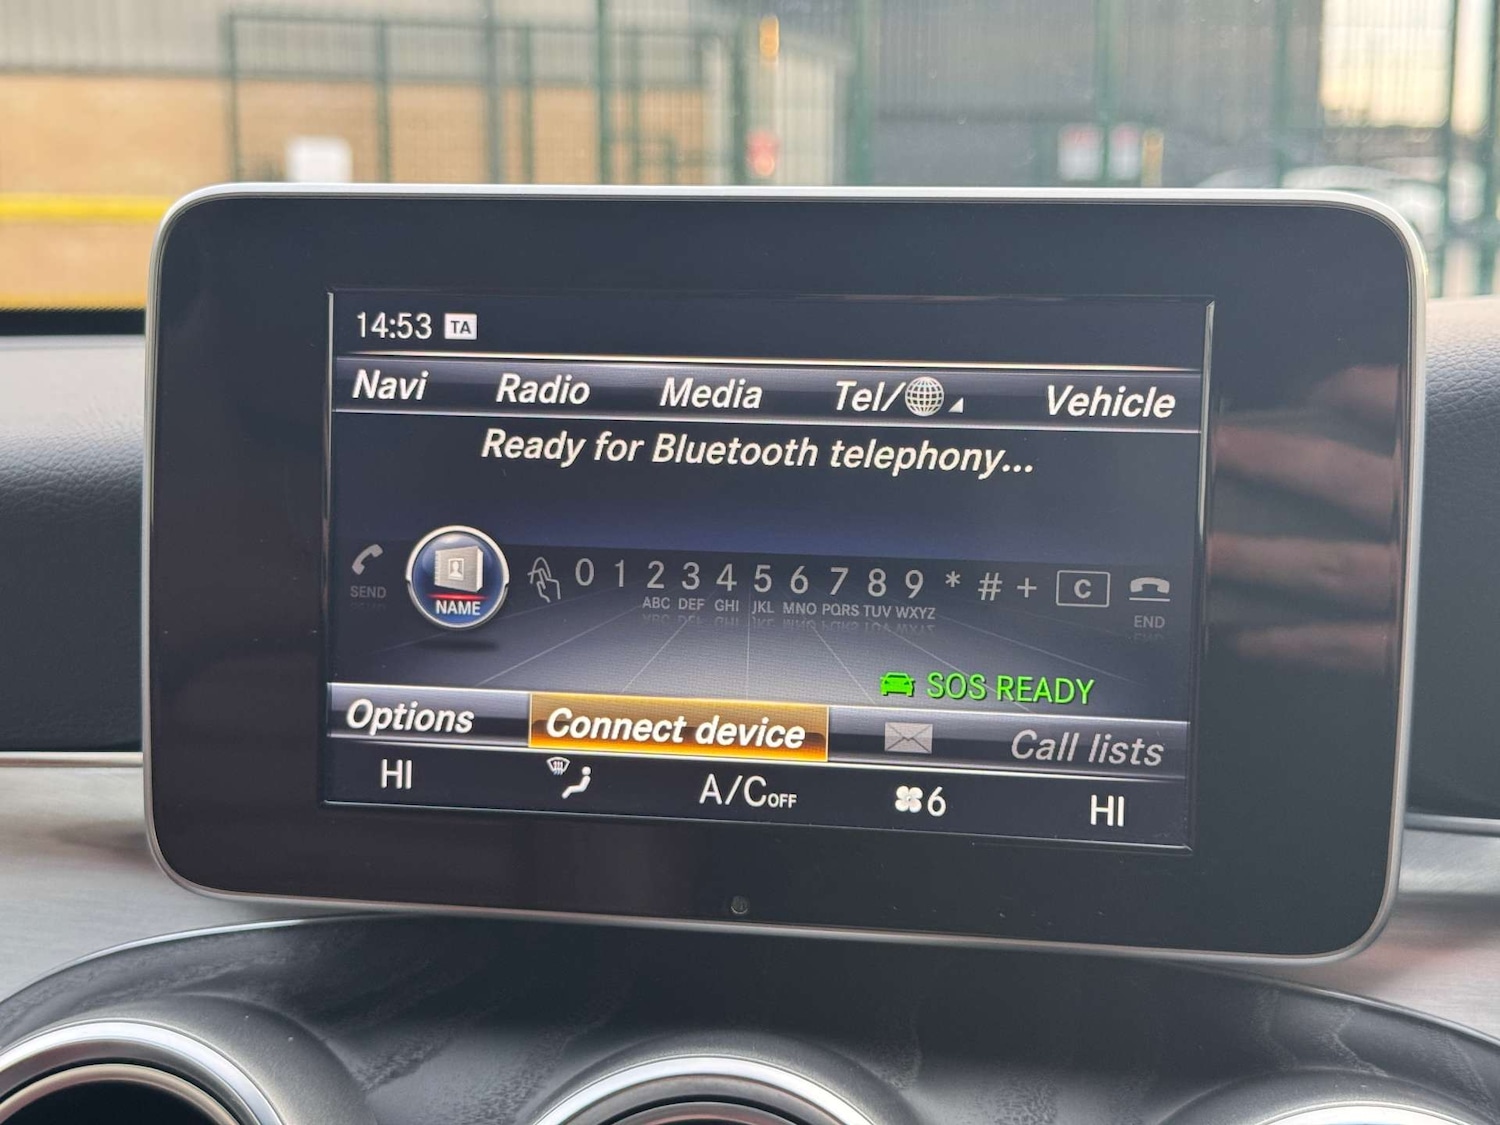 14:53 TA
Navi Radio Media Tel/ Vehicle
Ready for Bluetooth telephony...
SEND NAME 0 1 2 3 4 5 6 7 8 9 * # + C END
ABC DEF GHI JKL MNO PQRS TUV WXYZ
SOS READY
Options Connect device Call lists
HI A/C OFF 6 HI